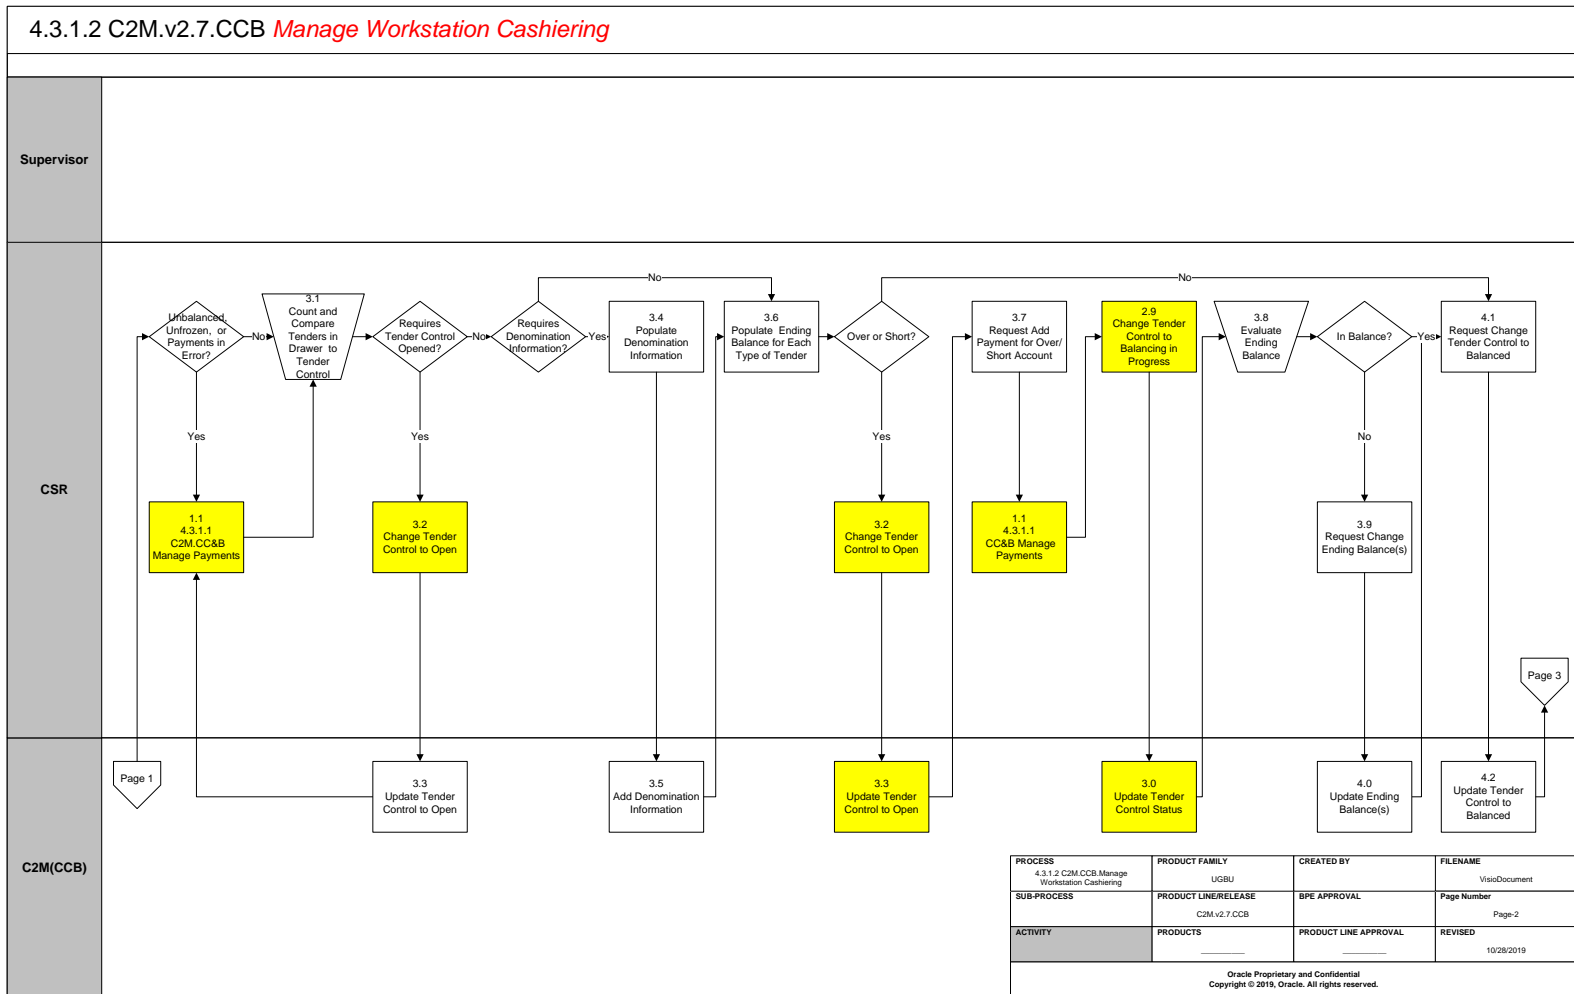 4.3.1.2 C2M.v2.7.CCB Manage Workstation Cashiering
Supervisor
CSR
C2M(CCB)
Page 1
Unbalanced,
Unfrozen, or
Payments in
Error?
No
Yes
1.1
4.3.1.1
C2M.CC&B
Manage Payments
3.1
Count and
Compare
Tenders in
Drawer to
Tender
Control
Requires
Tender Control
Opened?
No
Yes
3.2
Change Tender
Control to Open
3.3
Update Tender
Control to Open
Requires
Denomination
Information?
No
Yes
3.4
Populate
Denomination
Information
3.5
Add Denomination
Information
3.6
Populate Ending
Balance for Each
Type of Tender
Over or Short?
No
Yes
3.2
Change Tender
Control to Open
3.3
Update Tender
Control to Open
3.7
Request Add
Payment for Over/
Short Account
1.1
4.3.1.1
CC&B Manage
Payments
2.9
Change Tender
Control to
Balancing in
Progress
3.0
Update Tender
Control Status
3.8
Evaluate
Ending
Balance
In Balance?
Yes
No
3.9
Request Change
Ending Balance(s)
4.0
Update Ending
Balance(s)
4.1
Request Change
Tender Control to
Balanced
4.2
Update Tender
Control to
Balanced
Page 3
PROCESS
4.3.1.2 C2M.CCB.Manage
Workstation Cashiering
PRODUCT FAMILY
UGBU
CREATED BY
FILENAME
VisioDocument
SUB-PROCESS
PRODUCT LINE/RELEASE
C2M.v2.7.CCB
BPE APPROVAL
Page Number
Page-2
ACTIVITY
PRODUCTS
PRODUCT LINE APPROVAL
REVISED
10/28/2019
Oracle Proprietary and Confidential
Copyright © 2019, Oracle. All rights reserved.